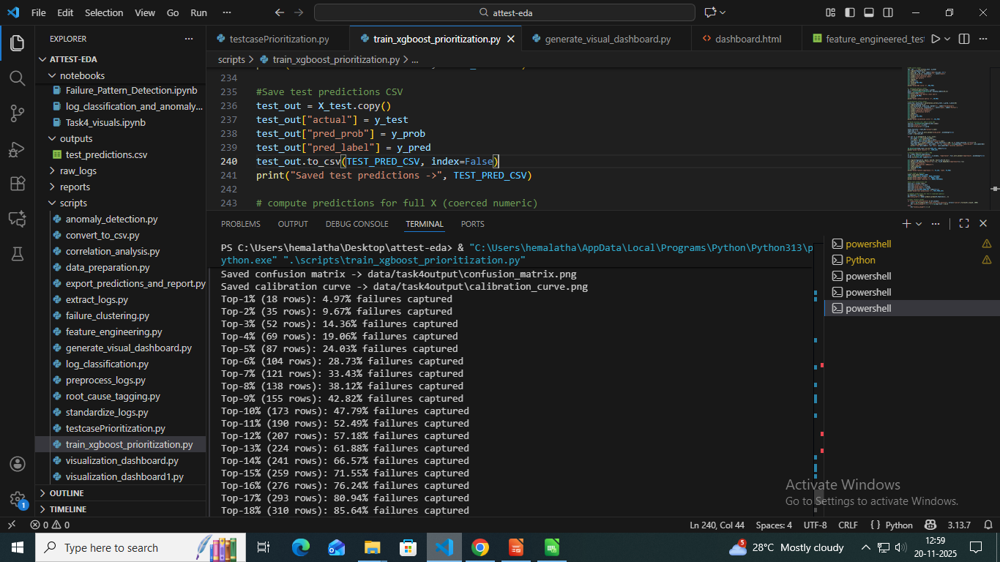 File Edit Selection View Go Run ··· attest-eda
EXPLORER ···
ATTEST-EDA
notebooks
Failure_Pattern_Detection.ipynb
log_classification_and_anomaly...
Task4_visuals.ipynb
outputs
test_predictions.csv
raw_logs
reports
scripts
anomaly_detection.py
convert_to_csv.py
correlation_analysis.py
data_preparation.py
export_predictions_and_report.py
extract_logs.py
failure_clustering.py
feature_engineering.py
generate_visual_dashboard.py
log_classification.py
preprocess_logs.py
root_cause_tagging.py
standardize_logs.py
testcasePrioritization.py
train_xgboost_prioritization.py
visualization_dashboard.py
visualization_dashboard1.py
OUTLINE
TIMELINE
1
testcasePrioritization.py train_xgboost_prioritization.py generate_visual_dashboard.py dashboard.html feature_engineered_tes
scripts > train_xgboost_prioritization.py > ...
234
235 #Save test predictions CSV
236 test_out = X_test.copy()
237 test_out["actual"] = y_test
238 test_out["pred_prob"] = y_prob
239 test_out["pred_label"] = y_pred
240 test_out.to_csv(TEST_PRED_CSV, index=False)
241 print("Saved test predictions ->", TEST_PRED_CSV)
242
243 # compute predictions for full X (coerced numeric)
PROBLEMS OUTPUT DEBUG CONSOLE TERMINAL PORTS
PS C:\Users\hemalatha\Desktop\attest-eda> & "C:\Users\hemalatha\AppData\Local\Programs\Python\Python313\p
ython.exe" ".\scripts\train_xgboost_prioritization.py"
Saved confusion matrix -> data/task4output\confusion_matrix.png
Saved calibration curve -> data/task4output\calibration_curve.png
Top-1% (18 rows): 4.97% failures captured
Top-2% (35 rows): 9.67% failures captured
Top-3% (52 rows): 14.36% failures captured
Top-4% (69 rows): 19.06% failures captured
Top-5% (87 rows): 24.03% failures captured
Top-6% (104 rows): 28.73% failures captured
Top-7% (121 rows): 33.43% failures captured
Top-8% (138 rows): 38.12% failures captured
Top-9% (155 rows): 42.82% failures captured
Top-10% (173 rows): 47.79% failures captured
Top-11% (190 rows): 52.49% failures captured
Top-12% (207 rows): 57.18% failures captured
Top-13% (224 rows): 61.88% failures captured
Top-14% (241 rows): 66.57% failures captured
Top-15% (259 rows): 71.55% failures captured
Top-16% (276 rows): 76.24% failures captured
Top-17% (293 rows): 80.94% failures captured
Top-18% (310 rows): 85.64% failures captured
powershell
Python
powershell
powershell
powershell
Activate Windows
Go to Settings to activate Windows.
0 0 Ln 240, Col 44 Spaces: 4 UTF-8 CRLF { } Python 3.13.7
Type here to search 5 28°C Mostly cloudy 12:59
20-11-2025